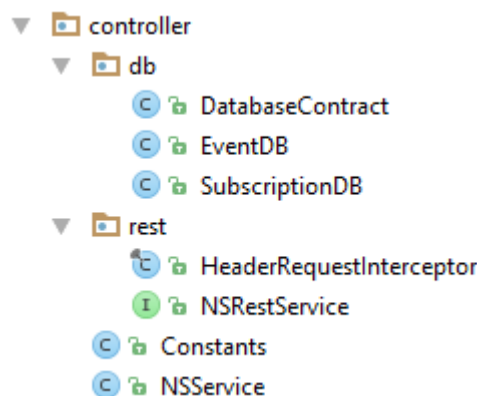 controller
db
C DatabaseContract
C EventDB
C SubscriptionDB
rest
C HeaderRequestInterceptor
I NSRestService
C Constants
C NSService